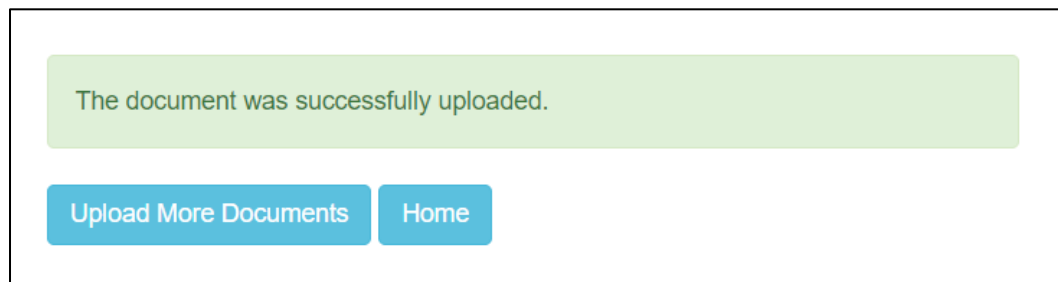 The document was successfully uploaded.
Upload More Documents Home